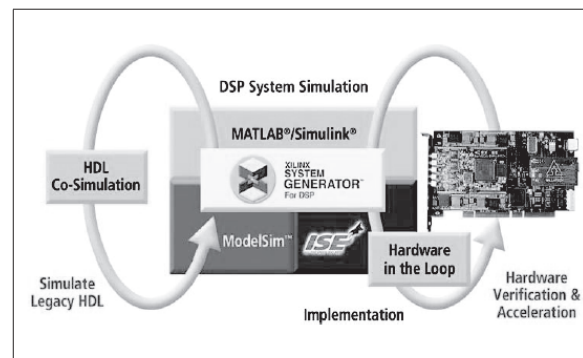 DSP System Simulation
MATLAB®/Simulink®
HDL
Co-Simulation
XILINX
SYSTEM
GENERATOR™
For DSP
ModelSim™
ISE
Hardware
in the Loop
Simulate
Legacy HDL
Implementation
Hardware
Verification &
Acceleration